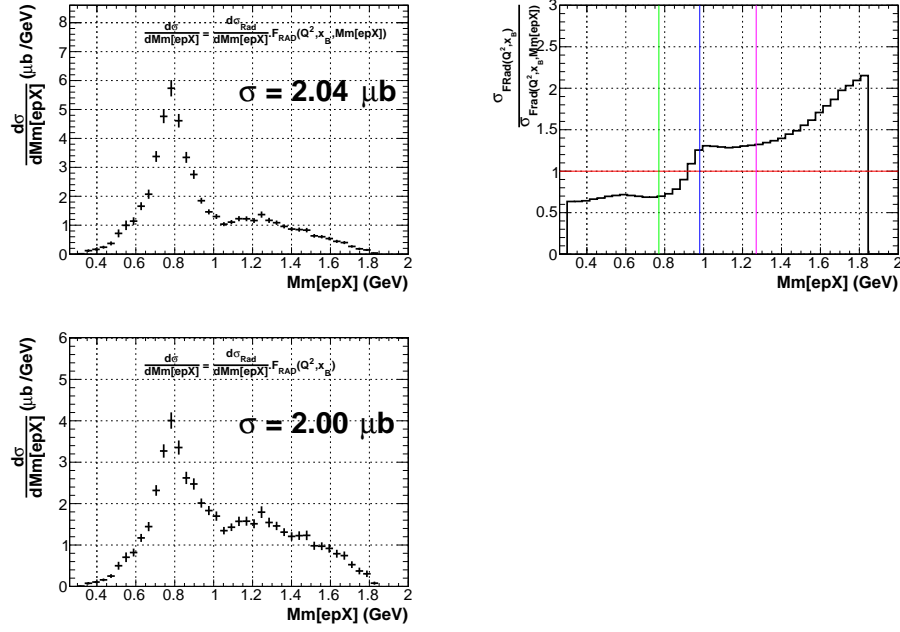 dσ/dMm[epX] (μb /GeV)
dσ/dMm[epX] = dσ_Rad/dMm[epX] .F_RAD(Q²,x_B,Mm[epX])
σ = 2.04 μb
0 1 2 3 4 5 6 7 8
0.4 0.6 0.8 1 1.2 1.4 1.6 1.8 2
Mm[epX] (GeV)
σ_FRad(Q²,x_B)/σ_Frad(Q²,x_B,Mm[epX])
0 0.5 1 1.5 2 2.5 3
0.4 0.6 0.8 1 1.2 1.4 1.6 1.8 2
Mm[epX] (GeV)
dσ/dMm[epX] (μb /GeV)
dσ/dMm[epX] = dσ_Rad/dMm[epX] .F_RAD(Q²,x_B)
σ = 2.00 μb
0 1 2 3 4 5 6
0.4 0.6 0.8 1 1.2 1.4 1.6 1.8 2
Mm[epX] (GeV)